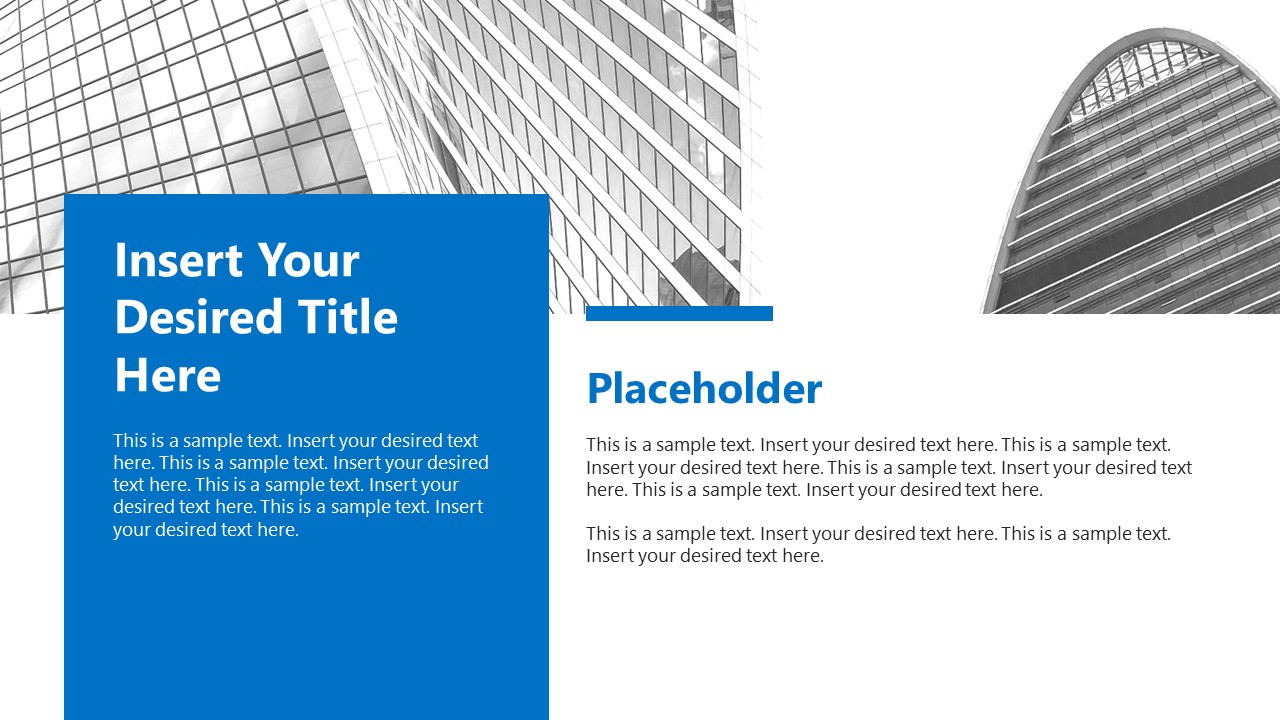 Insert Your
Desired Title
Here
This is a sample text. Insert your desired text
here. This is a sample text. Insert your desired
text here. This is a sample text. Insert your
desired text here. This is a sample text. Insert
your desired text here.
Placeholder
This is a sample text. Insert your desired text here. This is a sample text.
Insert your desired text here. This is a sample text. Insert your desired text
here. This is a sample text. Insert your desired text here.
This is a sample text. Insert your desired text here. This is a sample text.
Insert your desired text here.